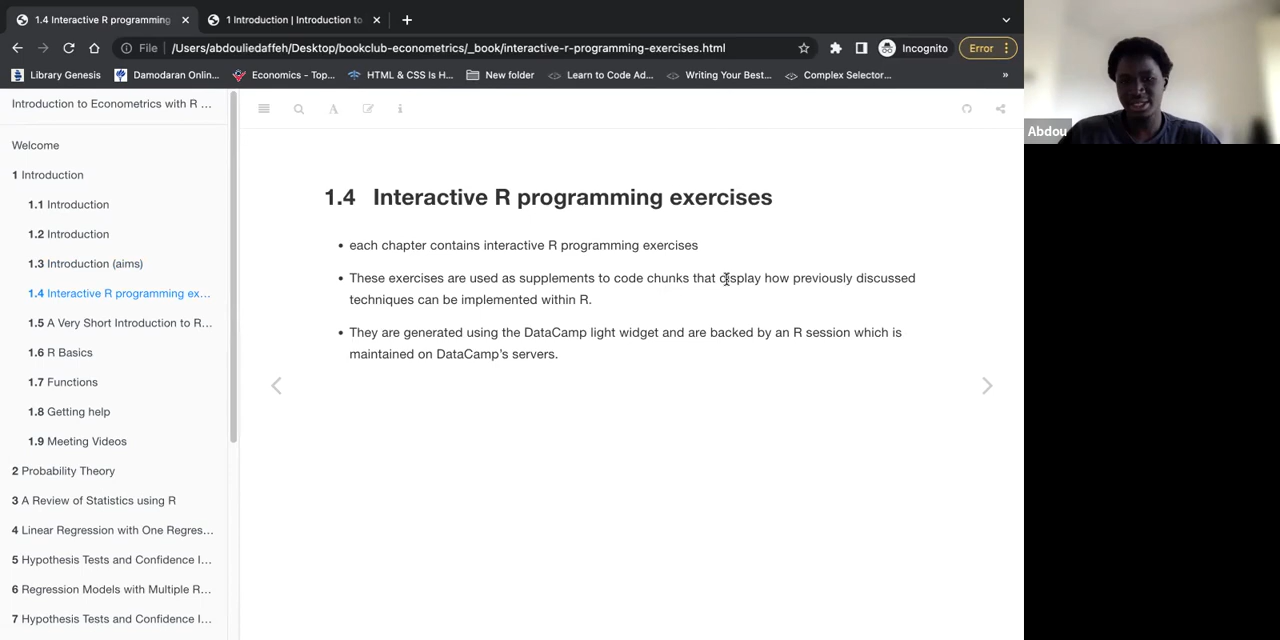 1.4 Interactive R programming
1 Introduction | Introduction to
File
/Users/abdouliedaffeh/Desktop/bookclub-econometrics/_book/interactive-r-programming-exercises.html
Incognito
Error
Library Genesis
Damodaran Onlin...
Economics - Top...
HTML & CSS Is H...
New folder
Learn to Code Ad...
Writing Your Best...
Complex Selector...
»
Introduction to Econometrics with R ...
Welcome
1 Introduction
1.1 Introduction
1.2 Introduction
1.3 Introduction (aims)
1.4 Interactive R programming ex...
1.5 A Very Short Introduction to R...
1.6 R Basics
1.7 Functions
1.8 Getting help
1.9 Meeting Videos
2 Probability Theory
3 A Review of Statistics using R
4 Linear Regression with One Regres...
5 Hypothesis Tests and Confidence I...
6 Regression Models with Multiple R...
7 Hypothesis Tests and Confidence I...
A
i
1.4 Interactive R programming exercises
• each chapter contains interactive R programming exercises
• These exercises are used as supplements to code chunks that display how previously discussed
techniques can be implemented within R.
• They are generated using the DataCamp light widget and are backed by an R session which is
maintained on DataCamp's servers.
Abdou